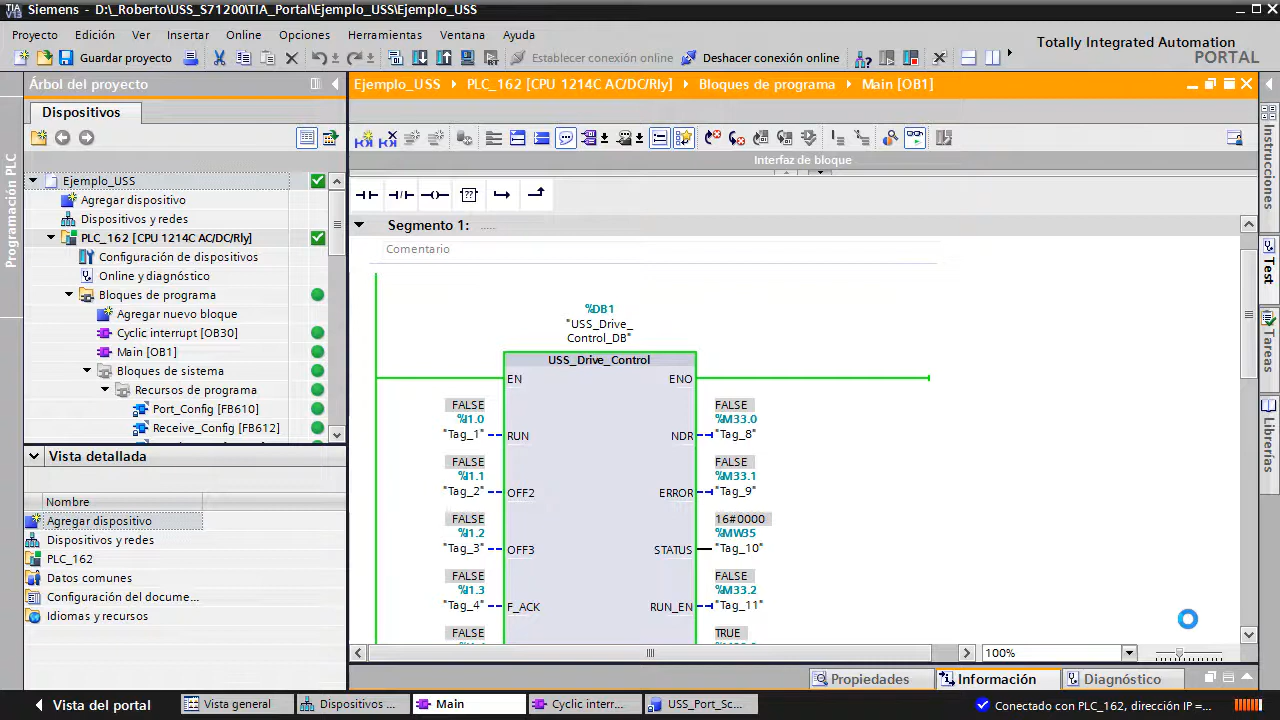 TIA V13 Siemens - D:\_Roberto\USS_S71200\TIA_Portal\Ejemplo_USS\Ejemplo_USS
Proyecto Edición Ver Insertar Online Opciones Herramientas Ventana Ayuda
Totally Integrated Automation
PORTAL
Guardar proyecto Establecer conexión online Deshacer conexión online
Árbol del proyecto
Ejemplo_USS PLC_162 [CPU 1214C AC/DC/Rly] Bloques de programa Main [OB1]
Dispositivos
Interfaz de bloque
Programación PLC
Ejemplo_USS
Agregar dispositivo
Dispositivos y redes
PLC_162 [CPU 1214C AC/DC/Rly]
Configuración de dispositivos
Online y diagnóstico
Bloques de programa
Agregar nuevo bloque
Cyclic interrupt [OB30]
Main [OB1]
Bloques de sistema
Recursos de programa
Port_Config [FB610]
Receive_Config [FB612]
Vista detallada
Nombre
Agregar dispositivo
Dispositivos y redes
PLC_162
Datos comunes
Configuración del docume...
Idiomas y recursos
??
Segmento 1: .....
Comentario
%DB1
"USS_Drive_
Control_DB"
USS_Drive_Control
EN ENO
FALSE FALSE
%I1.0 %M33.0
"Tag_1" RUN NDR "Tag_8"
FALSE FALSE
%I1.1 %M33.1
"Tag_2" OFF2 ERROR "Tag_9"
FALSE 16#0000
%I1.2 %MW35
"Tag_3" OFF3 STATUS "Tag_10"
FALSE FALSE
%I1.3 %M33.2
"Tag_4" F_ACK RUN_EN "Tag_11"
FALSE TRUE
100%
Instrucciones
Test
Tareas
Librerías
Propiedades Información Diagnóstico
Vista del portal Vista general Dispositivos ... Main Cyclic interr... USS_Port_Sc... Conectado con PLC_162, dirección IP =...